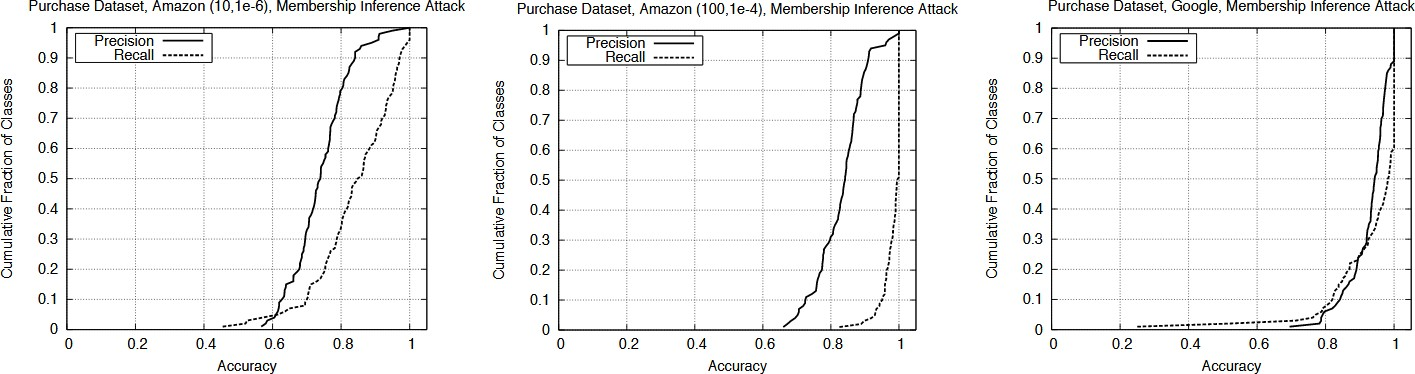 Purchase Dataset, Amazon (10,1e-6), Membership Inference Attack
1
0.9
0.8
0.7
0.6
0.5
0.4
0.3
0.2
0.1
0
Cumulative Fraction of Classes
Precision
Recall
0 0.2 0.4 0.6 0.8 1
Accuracy
Purchase Dataset, Amazon (100,1e-4), Membership Inference Attack
1
0.9
0.8
0.7
0.6
0.5
0.4
0.3
0.2
0.1
0
Cumulative Fraction of Classes
Precision
Recall
0 0.2 0.4 0.6 0.8 1
Accuracy
Purchase Dataset, Google, Membership Inference Attack
1
0.9
0.8
0.7
0.6
0.5
0.4
0.3
0.2
0.1
0
Cumulative Fraction of Classes
Precision
Recall
0 0.2 0.4 0.6 0.8 1
Accuracy